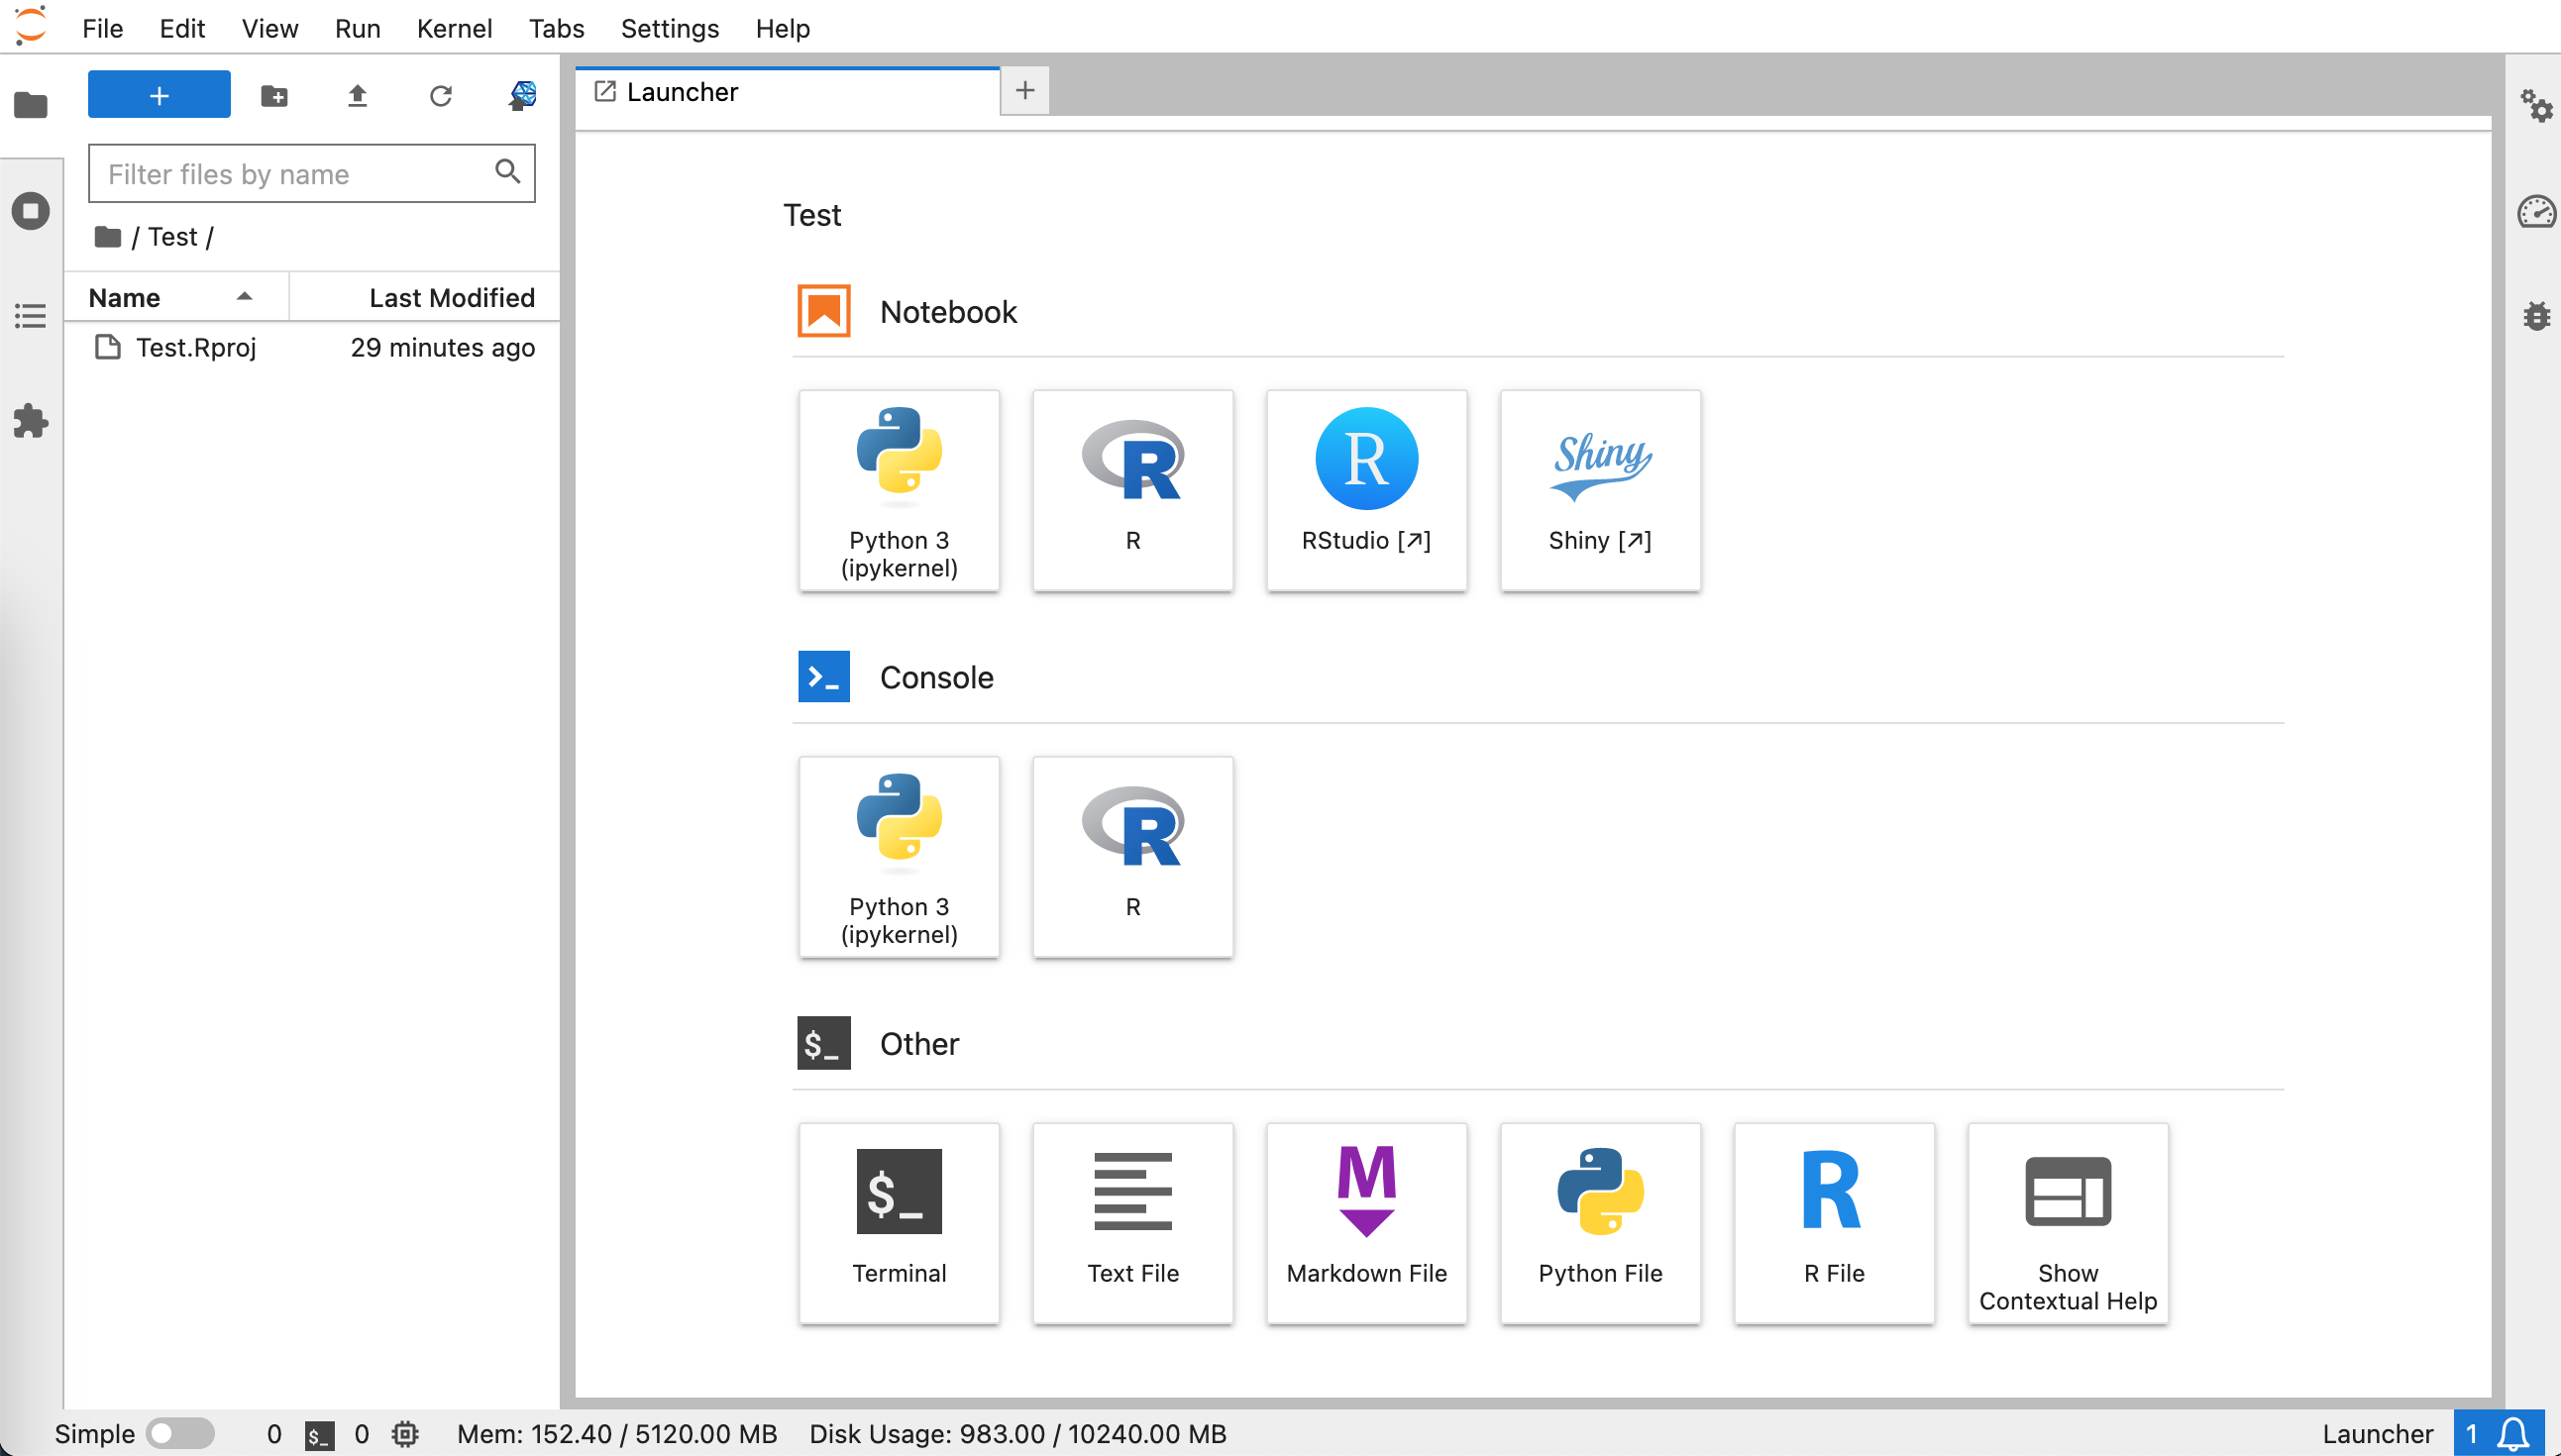 File Edit View Run Kernel Tabs Settings Help
+
Filter files by name
/ Test /
Name Last Modified
Test.Rproj 29 minutes ago
Launcher +
Test
Notebook
Python 3
(ipykernel)
R
R
RStudio [↗]
Shiny
Shiny [↗]
>_ Console
Python 3
(ipykernel)
R
R
$_ Other
$_
Terminal
Text File
M
Markdown File
Python File
R
R File
Show
Contextual Help
Simple 0 $_ 0 Mem: 152.40 / 5120.00 MB Disk Usage: 983.00 / 10240.00 MB Launcher 1